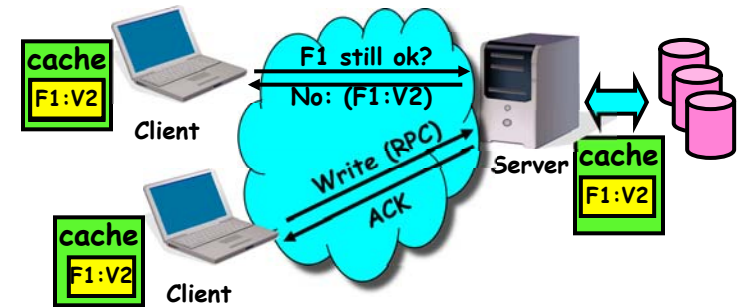 cache
F1:V2
Client
F1 still ok?
No: (F1:V2)
Write (RPC)
ACK
Server
cache
F1:V2
cache
F1:V2
Client